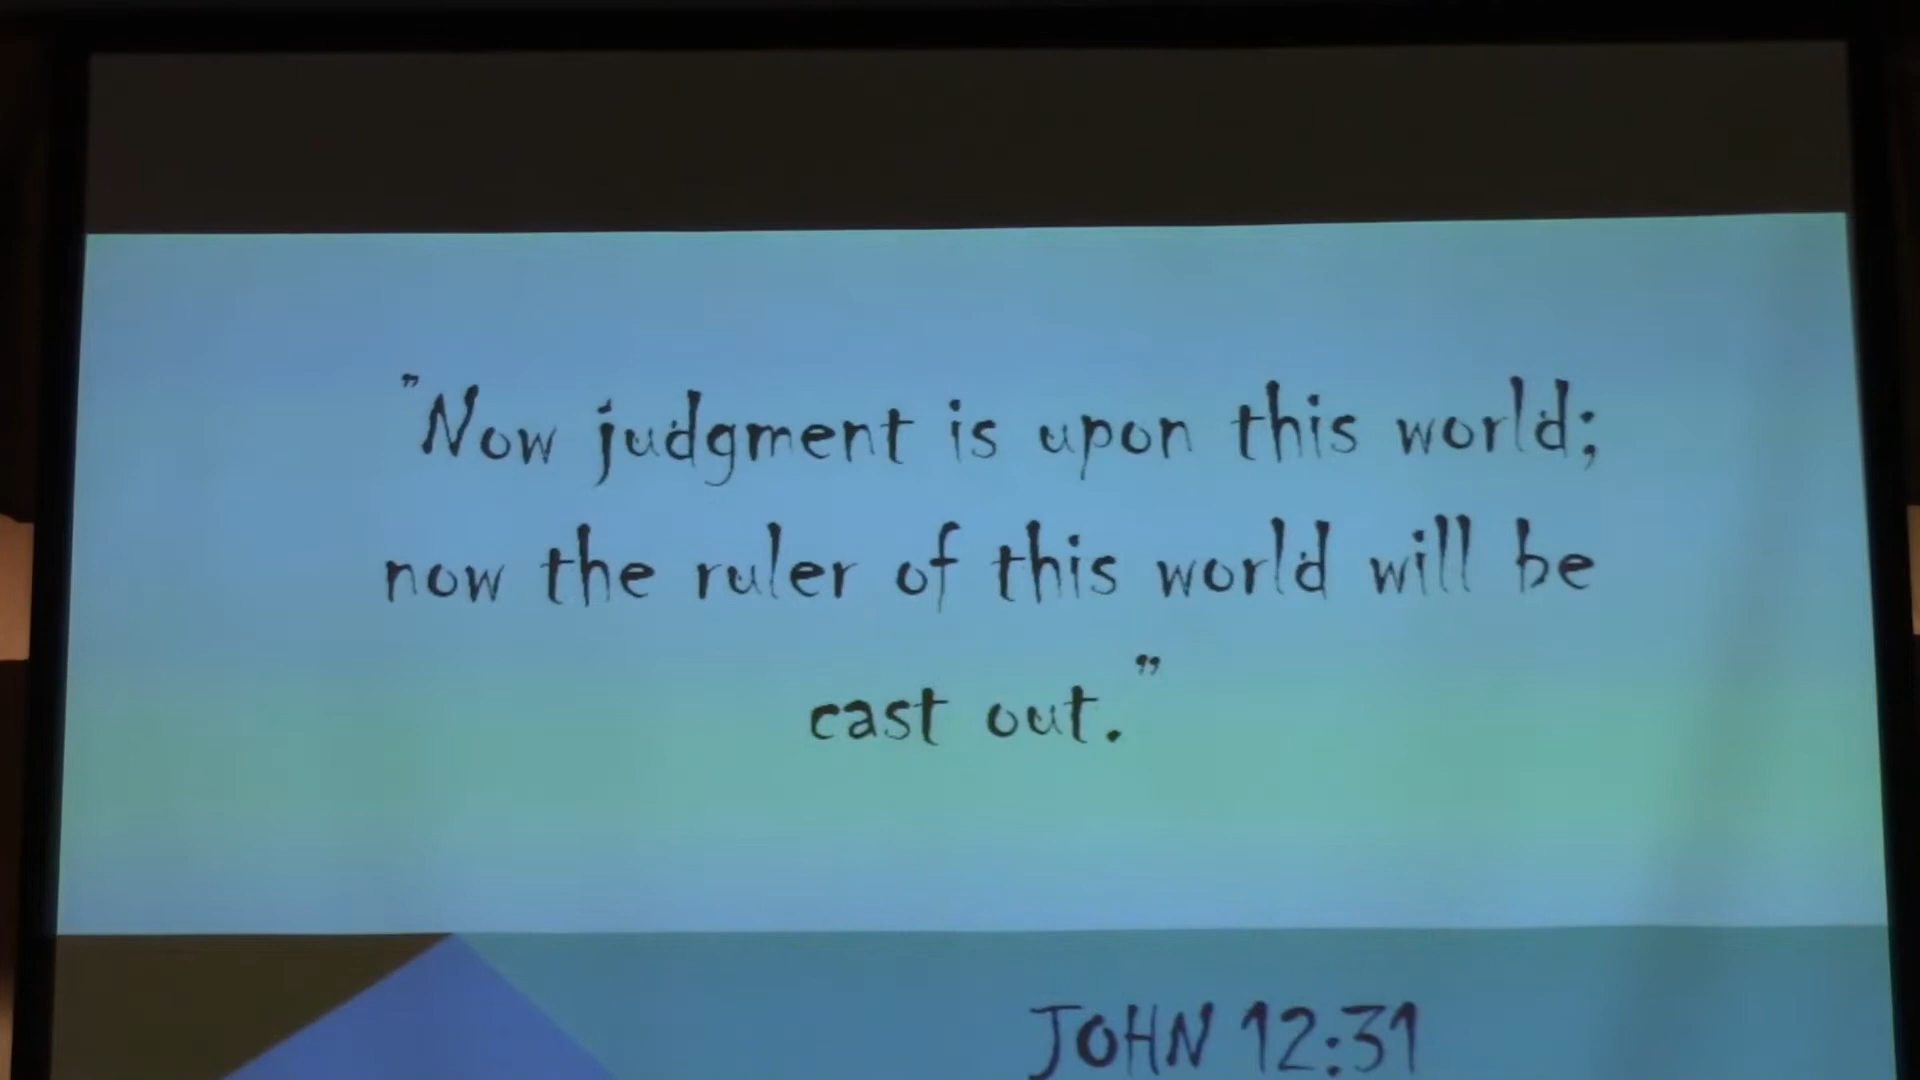 "Now judgment is upon this world;
now the ruler of this world will be
cast out."
JOHN 12:31